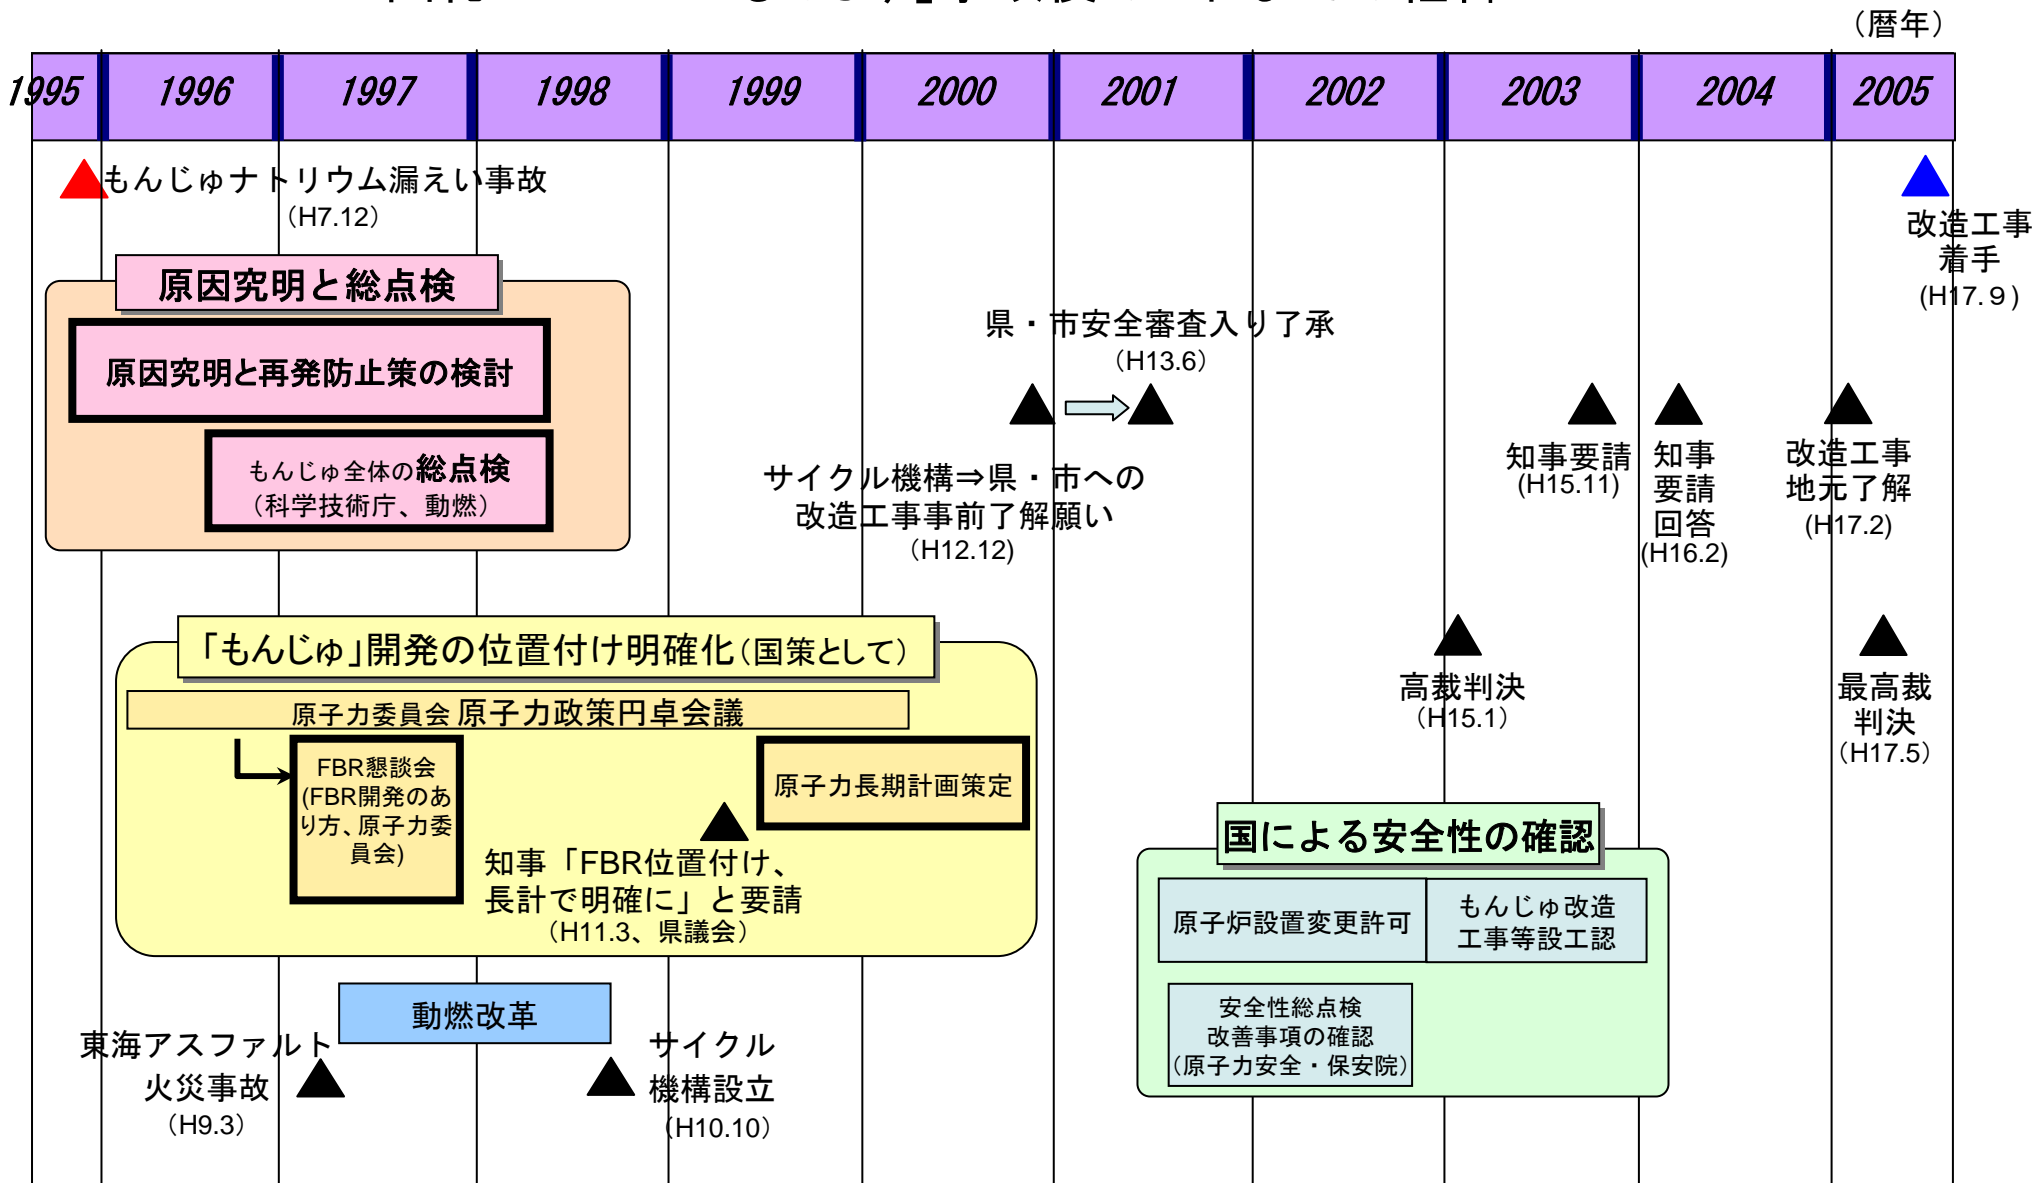 （暦年）
1995 1996 1997 1998 1999 2000 2001 2002 2003 2004 2005
もんじゅナトリウム漏えい事故
（H7.12）
改造工事
着手
(H17.９)
原因究明と総点検
原因究明と再発防止策の検討
もんじゅ全体の総点検
（科学技術庁、動燃）
県・市安全審査入り了承
（H13.6）
サイクル機構⇒県・市への
改造工事事前了解願い
（H12.12)
知事要請
(H15.11)
知事
要請
回答
(H16.2)
改造工事
地元了解
(H17.2)
「もんじゅ」開発の位置付け明確化（国策として）
原子力委員会 原子力政策円卓会議
FBR懇談会
(FBR開発のあ
り方、原子力委
員会)
原子力長期計画策定
知事「FBR位置付け、
長計で明確に」と要請
（H11.3、県議会）
高裁判決
（H15.1）
最高裁
判決
（H17.5）
国による安全性の確認
原子炉設置変更許可
もんじゅ改造
工事等設工認
安全性総点検
改善事項の確認
（原子力安全・保安院）
動燃改革
東海アスファルト
火災事故
（H9.3）
サイクル
機構設立
（H10.10）